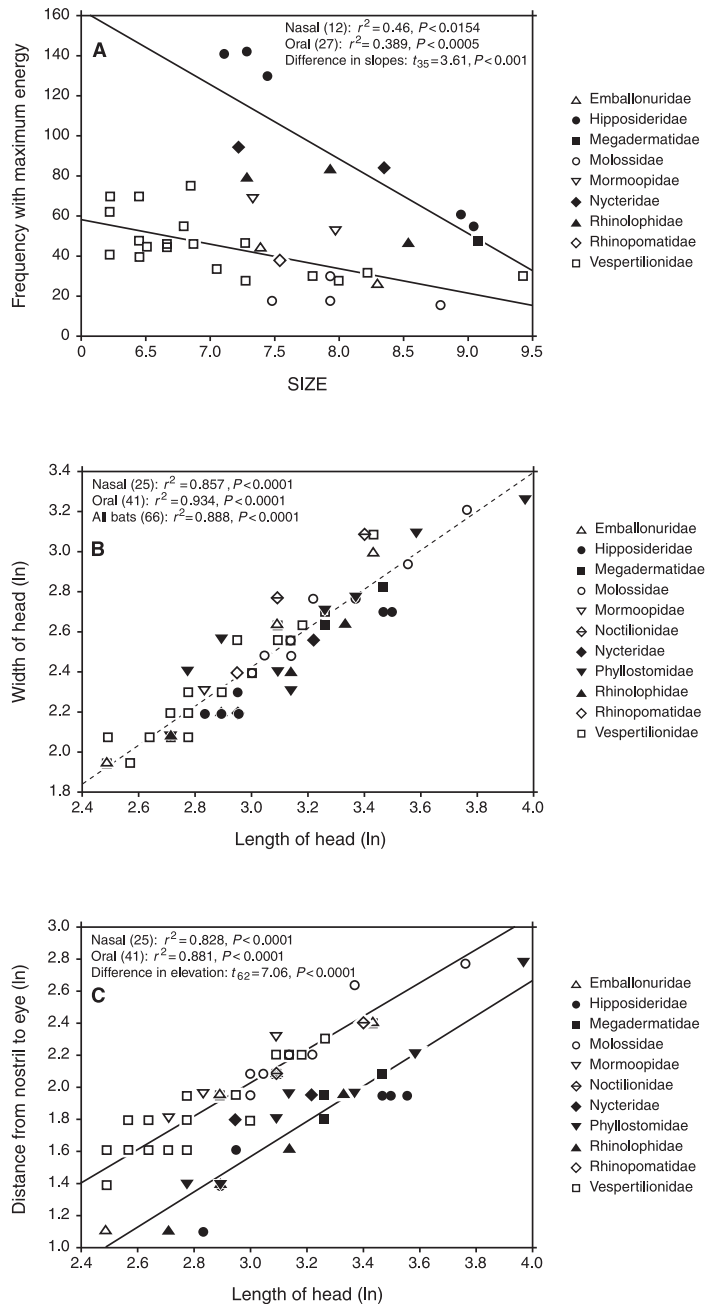 Nasal (12): r²=0.46, P<0.0154
Oral (27): r²=0.389, P<0.0005
Difference in slopes: t35=3.61, P<0.001
A
160
140
120
100
80
60
40
20
0
Frequency with maximum energy
6 6.5 7.0 7.5 8.0 8.5 9.0 9.5
SIZE
Emballonuridae
Hipposideridae
Megadermatidae
Molossidae
Mormoopidae
Nycteridae
Rhinolophidae
Rhinopomatidae
Vespertilionidae
Nasal (25): r²=0.857, P<0.0001
Oral (41): r²=0.934, P<0.0001
All bats (66): r²=0.888, P<0.0001
B
3.4
3.2
3.0
2.8
2.6
2.4
2.2
2.0
1.8
Width of head (ln)
2.4 2.6 2.8 3.0 3.2 3.4 3.6 3.8 4.0
Length of head (ln)
Emballonuridae
Hipposideridae
Megadermatidae
Molossidae
Mormoopidae
Noctilionidae
Nycteridae
Phyllostomidae
Rhinolophidae
Rhinopomatidae
Vespertilionidae
Nasal (25): r²=0.828, P<0.0001
Oral (41): r²=0.881, P<0.0001
Difference in elevation: t62=7.06, P<0.0001
C
3.0
2.8
2.6
2.4
2.2
2.0
1.8
1.6
1.4
1.2
1.0
Distance from nostril to eye (ln)
2.4 2.6 2.8 3.0 3.2 3.4 3.6 3.8 4.0
Length of head (ln)
Emballonuridae
Hipposideridae
Megadermatidae
Molossidae
Mormoopidae
Noctilionidae
Nycteridae
Phyllostomidae
Rhinolophidae
Rhinopomatidae
Vespertilionidae